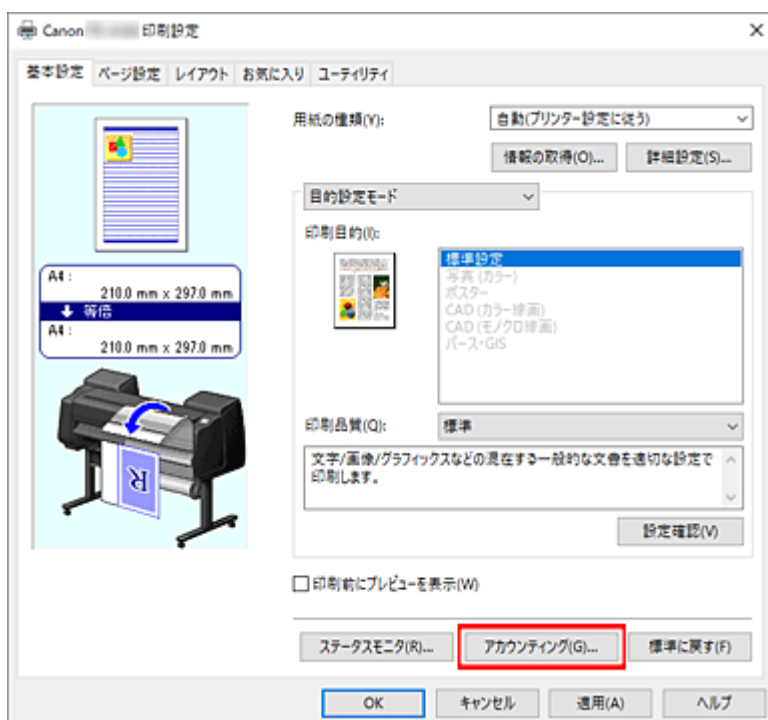 Canon 印刷設定
基本設定 ページ設定 レイアウト お気に入り ユーティリティ
用紙の種類(Y): 自動(プリンター設定に従う)
情報の取得(O)... 詳細設定(S)...
目的設定モード
印刷目的(I):
標準設定
写真 (カラー)
ポスター
CAD (カラー線画)
CAD (モノクロ線画)
パース・GIS
A4 :
210.0 mm x 297.0 mm
等倍
A4 :
210.0 mm x 297.0 mm
R
印刷品質(Q): 標準
文字/画像/グラフィックスなどの混在する一般的な文書を適切な設定で
印刷します。
設定確認(V)
印刷前にプレビューを表示(W)
ステータスモニタ(R)... アカウンティング(G)... 標準に戻す(F)
OK キャンセル 適用(A) ヘルプ